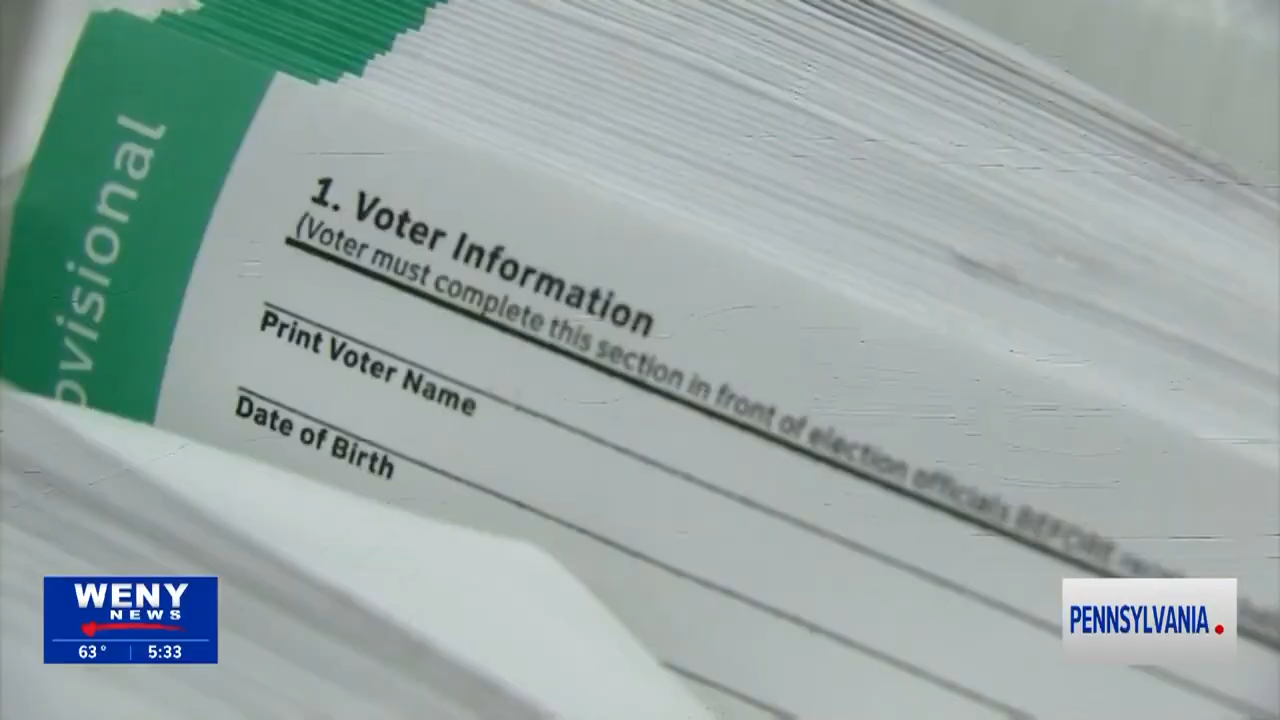 ovisional
1. Voter Information
(Voter must complete this section in front of election officials BEFORE
Print Voter Name
Date of Birth
WENY
NEWS
63° | 5:33
PENNSYLVANIA.